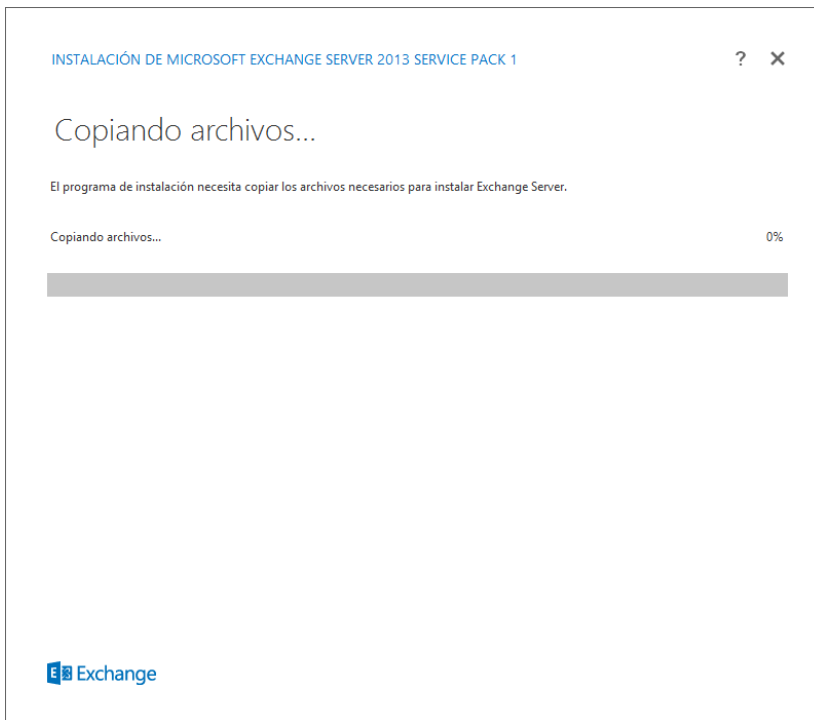 INSTALACIÓN DE MICROSOFT EXCHANGE SERVER 2013 SERVICE PACK 1 ? ✕
Copiando archivos...
El programa de instalación necesita copiar los archivos necesarios para instalar Exchange Server.
Copiando archivos... 0%
Exchange